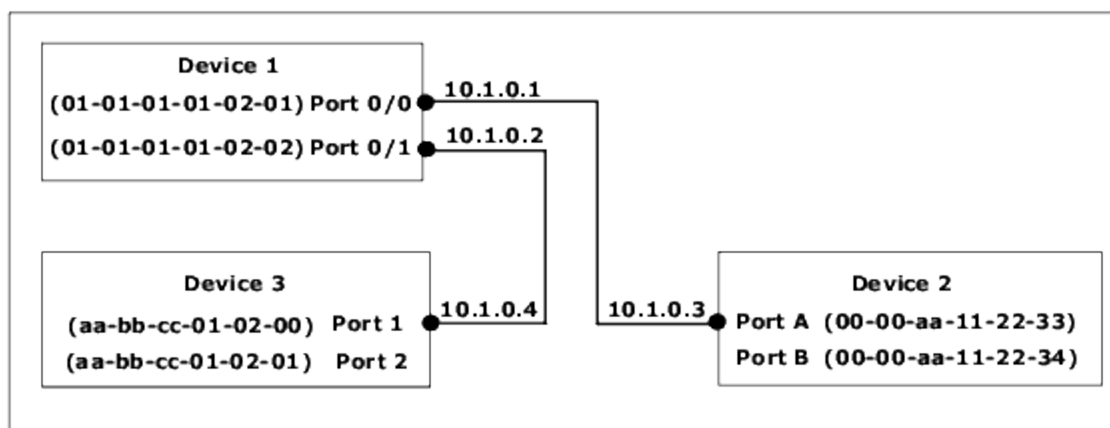 Device 1
(01-01-01-01-02-01) Port 0/0
10.1.0.1
(01-01-01-01-02-02) Port 0/1
10.1.0.2
Device 3
(aa-bb-cc-01-02-00) Port 1
10.1.0.4
(aa-bb-cc-01-02-01) Port 2
Device 2
10.1.0.3
Port A (00-00-aa-11-22-33)
Port B (00-00-aa-11-22-34)